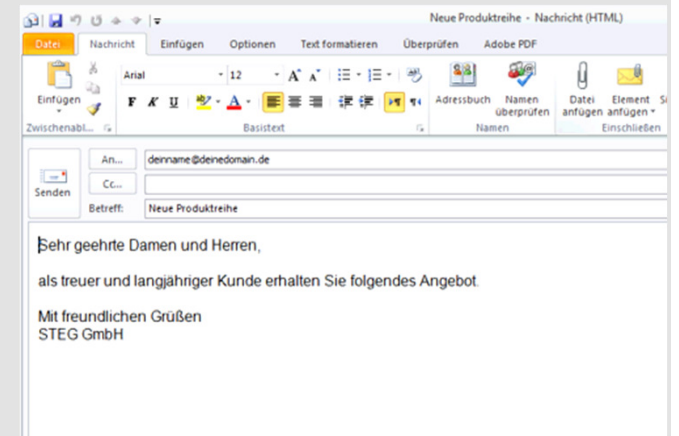 Neue Produktreihe - Nachricht (HTML)
Datei Nachricht Einfügen Optionen Text formatieren Überprüfen Adobe PDF
Arial 12 A A
Einfügen F K U A Adressbuch Namen überprüfen Datei anfügen Element anfügen
Zwischenabl... Basistext Namen Einschließen
An... deinname@deinedomain.de
Cc...
Senden
Betreff: Neue Produktreihe
Sehr geehrte Damen und Herren,
als treuer und langjähriger Kunde erhalten Sie folgendes Angebot.
Mit freundlichen Grüßen
STEG GmbH